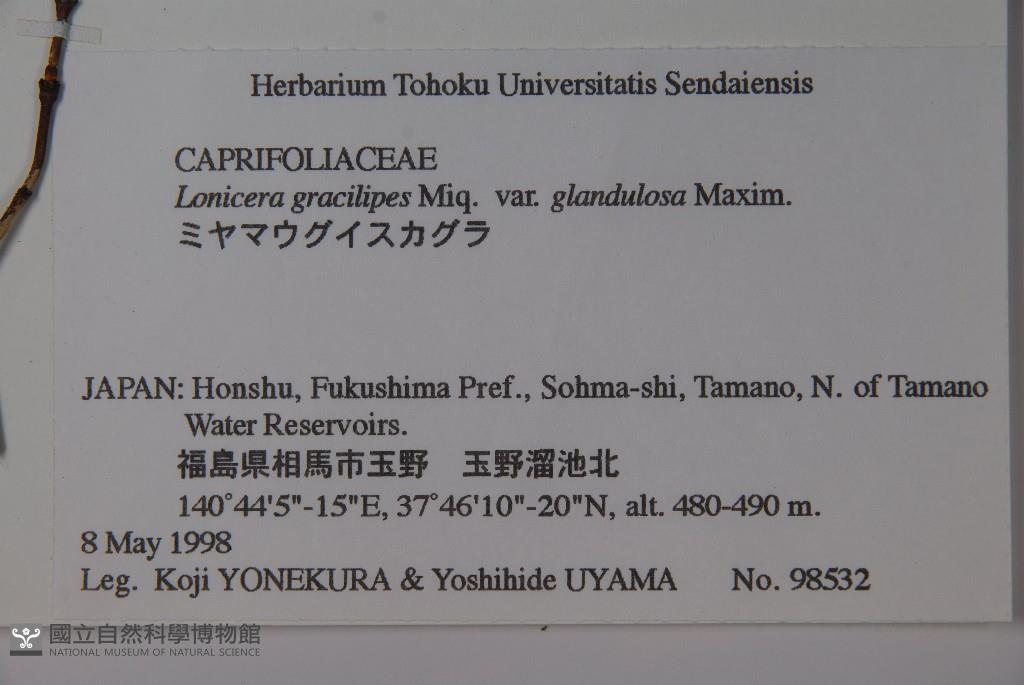 Herbarium Tohoku Universitatis Sendaiensis
CAPRIFOLIACEAE
Lonicera gracilipes Miq. var. glandulosa Maxim.
ミヤマウグイスカグラ
JAPAN: Honshu, Fukushima Pref., Sohma-shi, Tamano, N. of Tamano
Water Reservoirs.
福島県相馬市玉野 玉野溜池北
140°44'5"-15"E, 37°46'10"-20"N, alt. 480-490 m.
8 May 1998
Leg. Koji YONEKURA & Yoshihide UYAMA No. 98532
國立自然科學博物館
NATIONAL MUSEUM OF NATURAL SCIENCE